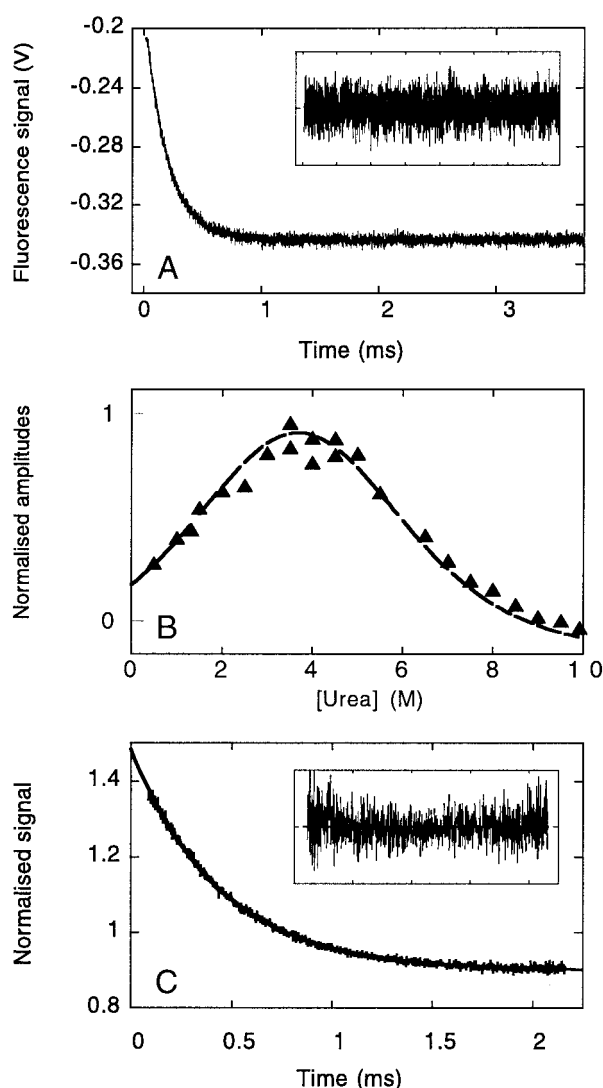 Fluorescence signal (V)
-0.2
-0.24
-0.28
-0.32
-0.36
A
0 1 2 3
Time (ms)
Normalised amplitudes
1
0
B
0 2 4 6 8 1 0
[Urea] (M)
Normalised signal
1.4
1.2
1
0.8
C
0 0.5 1 1.5 2
Time (ms)